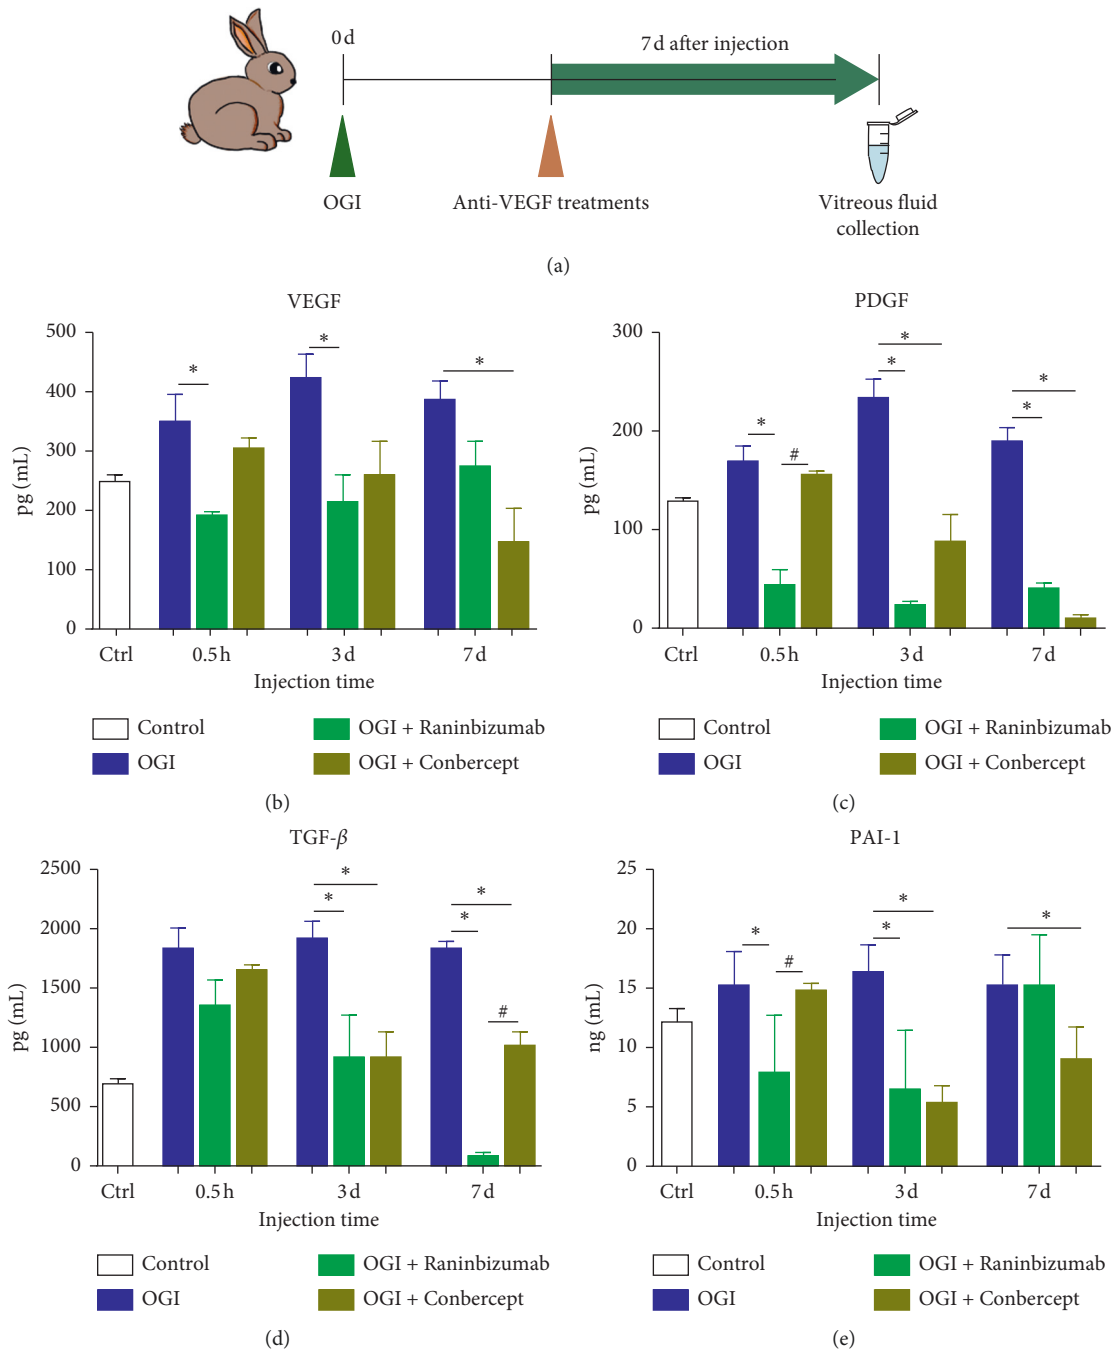 0 d
7 d after injection
OGI
Anti-VEGF treatments
Vitreous fluid
collection
(a)
VEGF
500
400
300
200
100
0
pg (mL)
*
*
*
Ctrl
0.5 h
3 d
7 d
Injection time
Control
OGI
OGI + Raninbizumab
OGI + Conbercept
(b)
PDGF
300
200
100
0
pg (mL)
*
#
*
*
*
*
Ctrl
0.5 h
3 d
7 d
Injection time
Control
OGI
OGI + Raninbizumab
OGI + Conbercept
(c)
TGF-β
2500
2000
1500
1000
500
0
pg (mL)
*
*
*
*
#
Ctrl
0.5 h
3 d
7 d
Injection time
Control
OGI
OGI + Raninbizumab
OGI + Conbercept
(d)
PAI-1
25
20
15
10
5
0
ng (mL)
*
#
*
*
*
Ctrl
0.5 h
3 d
7 d
Injection time
Control
OGI
OGI + Raninbizumab
OGI + Conbercept
(e)